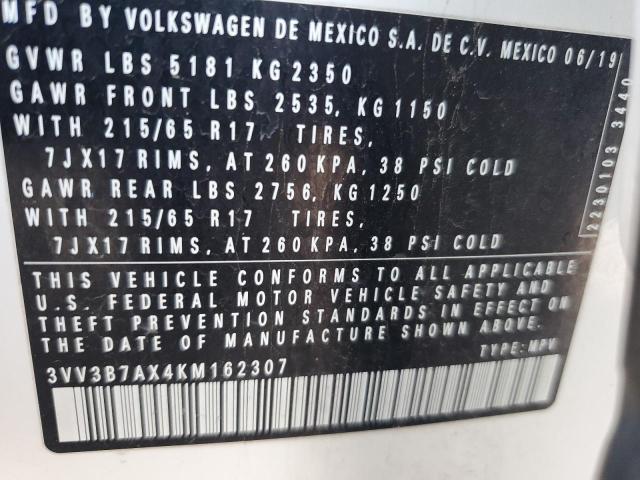 MFD BY VOLKSWAGEN DE MEXICO S.A. DE C.V. MEXICO 06/19
GVWR LBS 5181 KG 2350
GAWR FRONT LBS 2535, KG 1150
WITH 215/65 R17 TIRES,
7JX17 RIMS, AT 260 KPA, 38 PSI COLD
GAWR REAR LBS 2756, KG 1250
WITH 215/65 R17 TIRES,
7JX17 RIMS, AT 260 KPA, 38 PSI COLD
2230103 3440
THIS VEHICLE CONFORMS TO ALL APPLICABLE
U.S. FEDERAL MOTOR VEHICLE SAFETY AND
THEFT PREVENTION STANDARDS IN EFFECT ON
THE DATE OF MANUFACTURE SHOWN ABOVE.
TYPE: MPV
3VV3B7AX4KM162307